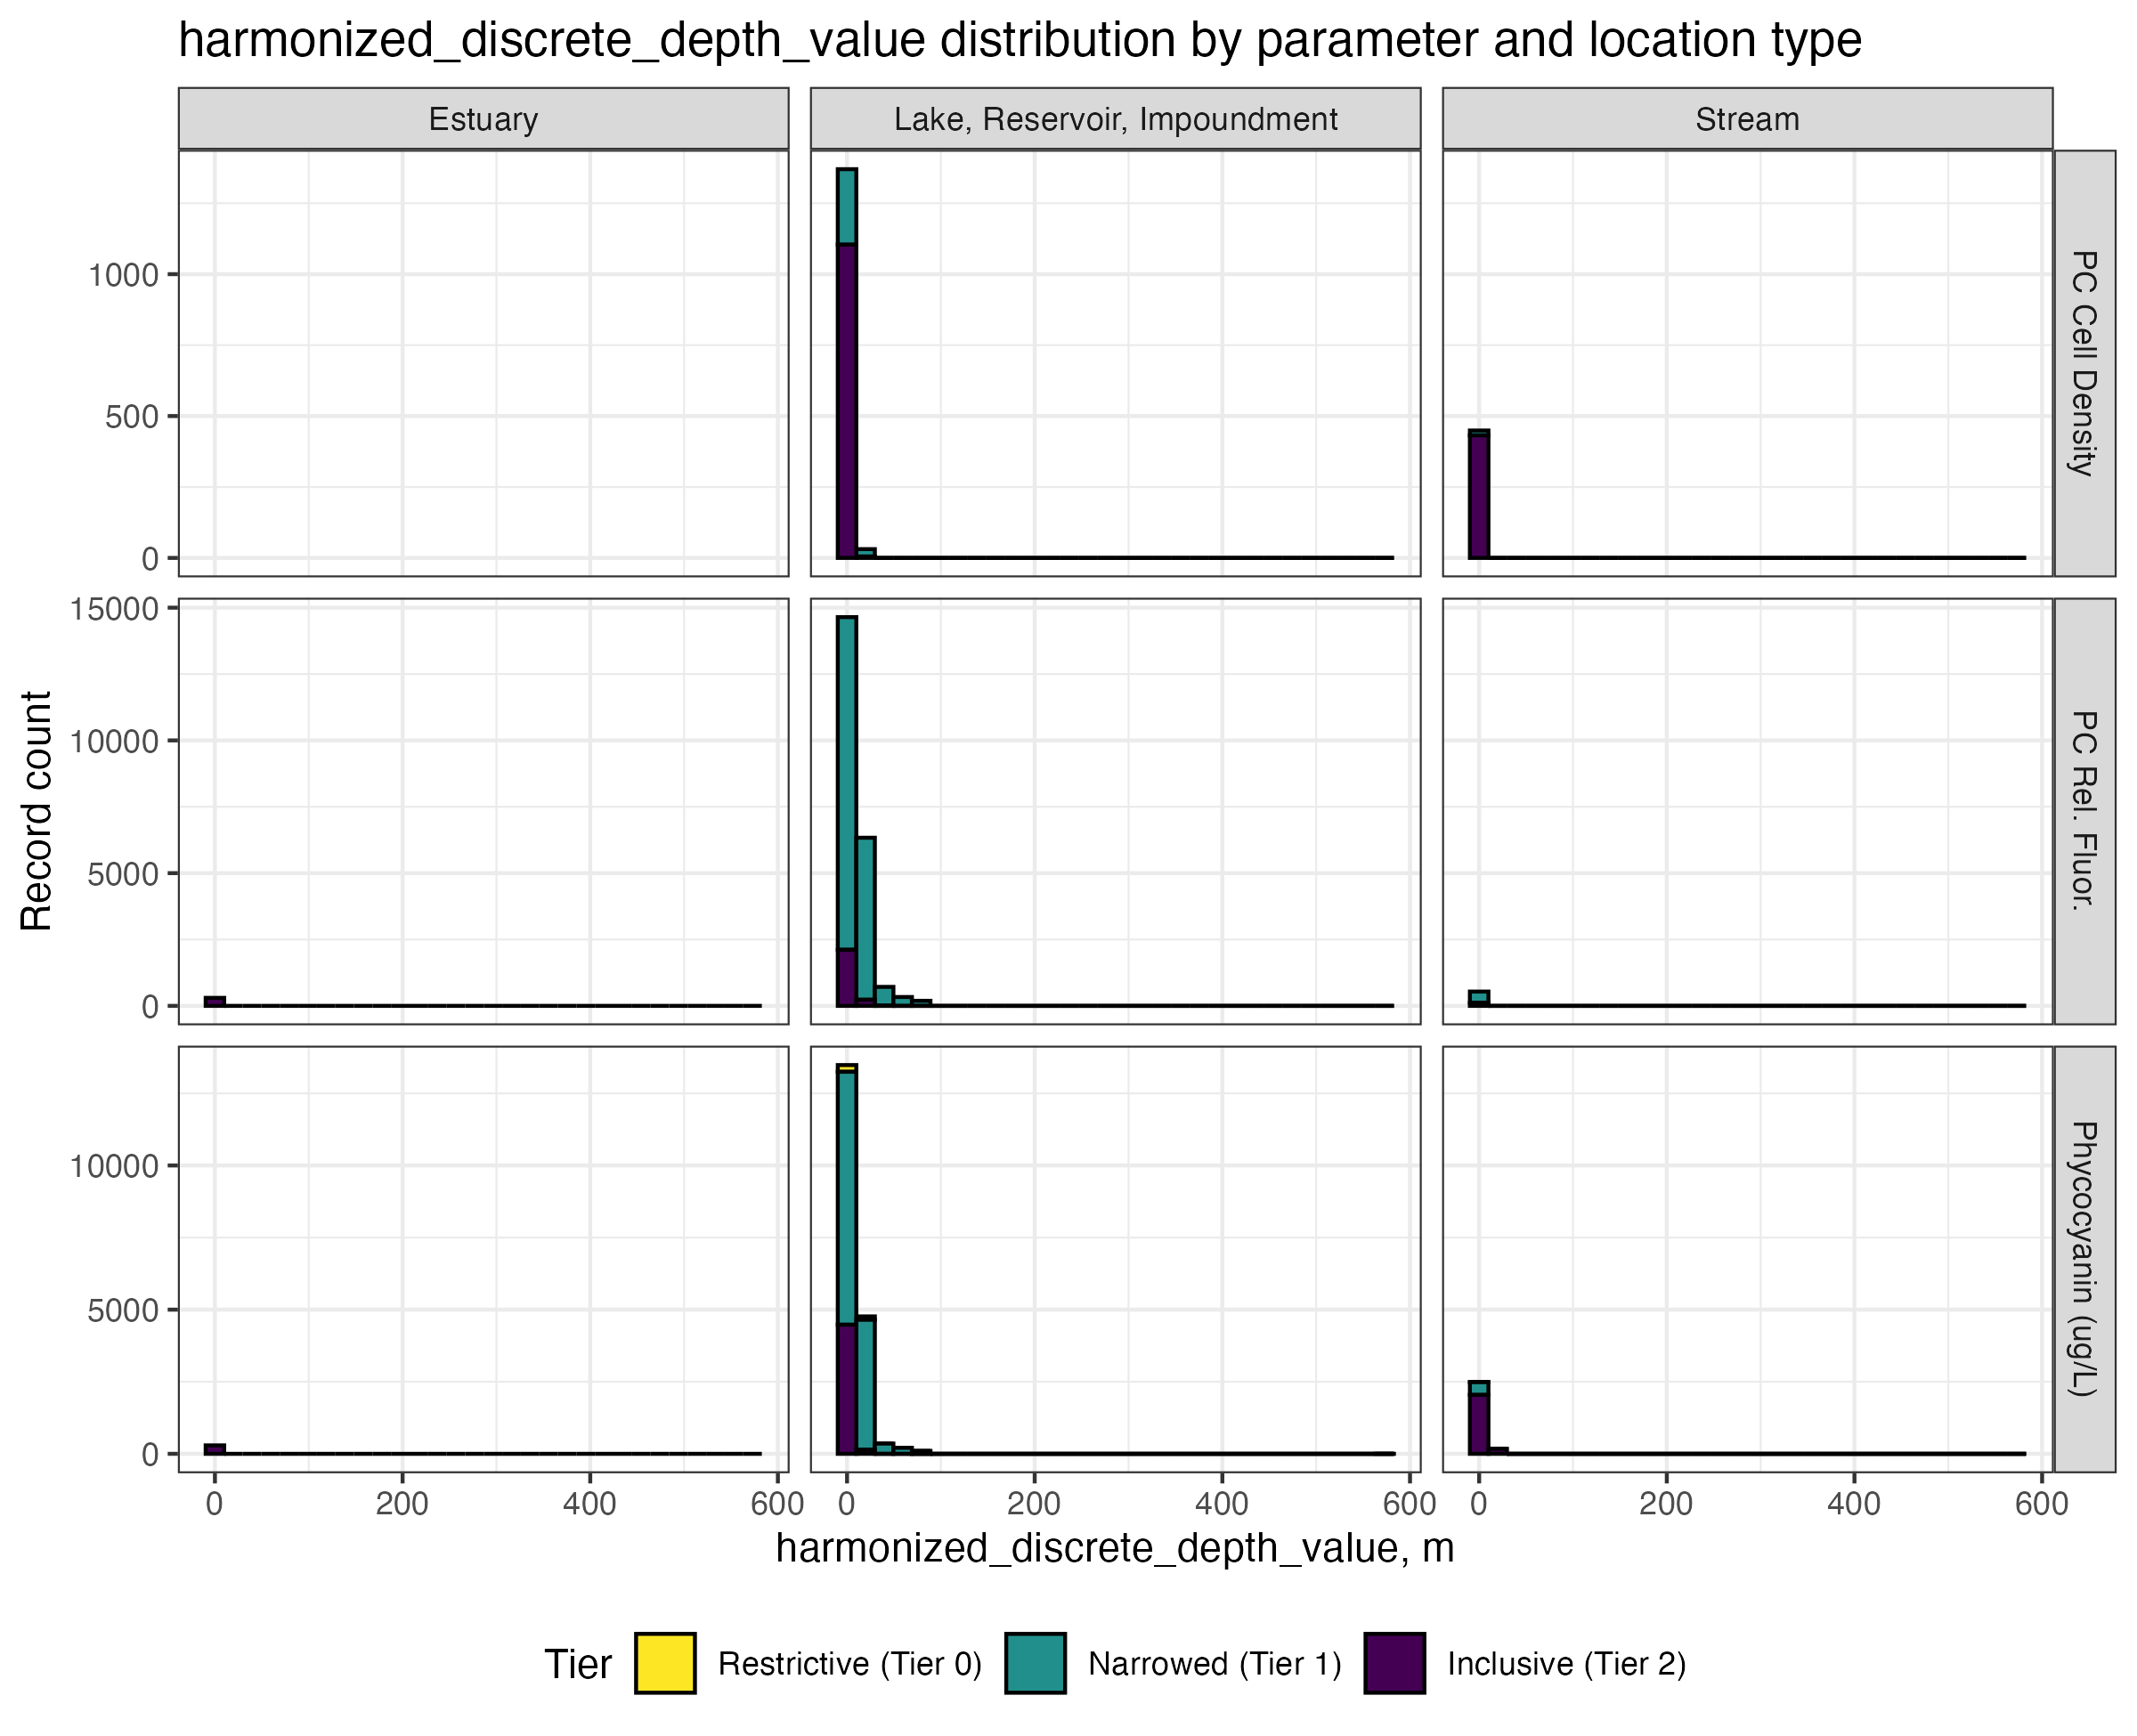 harmonized_discrete_depth_value distribution by parameter and location type
Estuary
Lake, Reservoir, Impoundment
Stream
1000
500
0
PC Cell Density
15000
10000
5000
0
PC Rel. Fluor.
10000
5000
0
Phycocyanin (ug/L)
Record count
0 200 400 600
0 200 400 600
0 200 400 600
harmonized_discrete_depth_value, m
Tier
Restrictive (Tier 0)
Narrowed (Tier 1)
Inclusive (Tier 2)